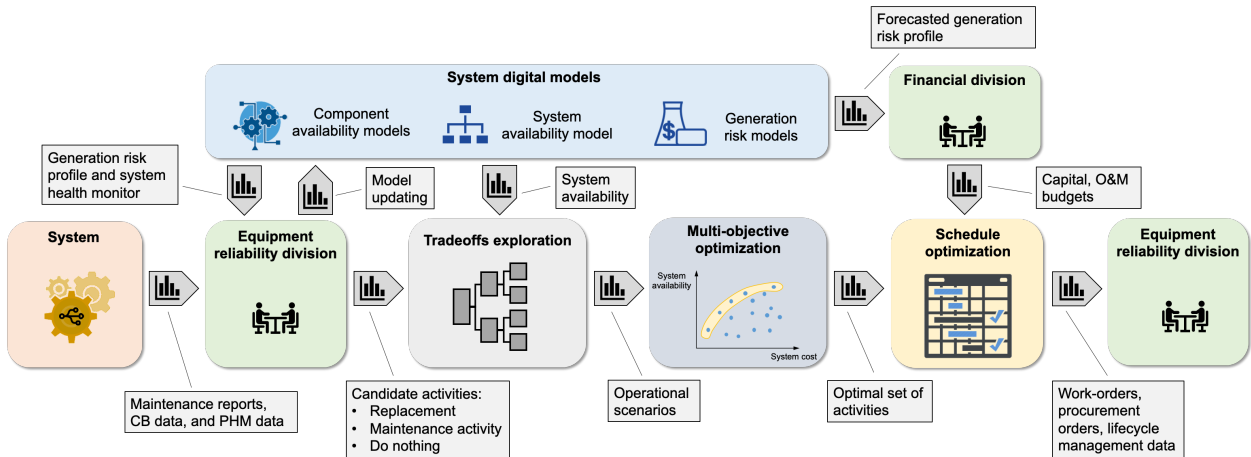 Forecasted generation
risk profile
System digital models
Component
availability models
System
availability model
$
Generation
risk models
Financial division
Generation risk
profile and system
health monitor
Model
updating
System
availability
Capital, O&M
budgets
System
Equipment
reliability division
Tradeoffs exploration
Multi-objective
optimization
System
availability
System cost
Schedule
optimization
Equipment
reliability division
Maintenance reports,
CB data, and PHM data
Candidate activities:
• Replacement
• Maintenance activity
• Do nothing
Operational
scenarios
Optimal set of
activities
Work-orders,
procurement
orders, lifecycle
management data